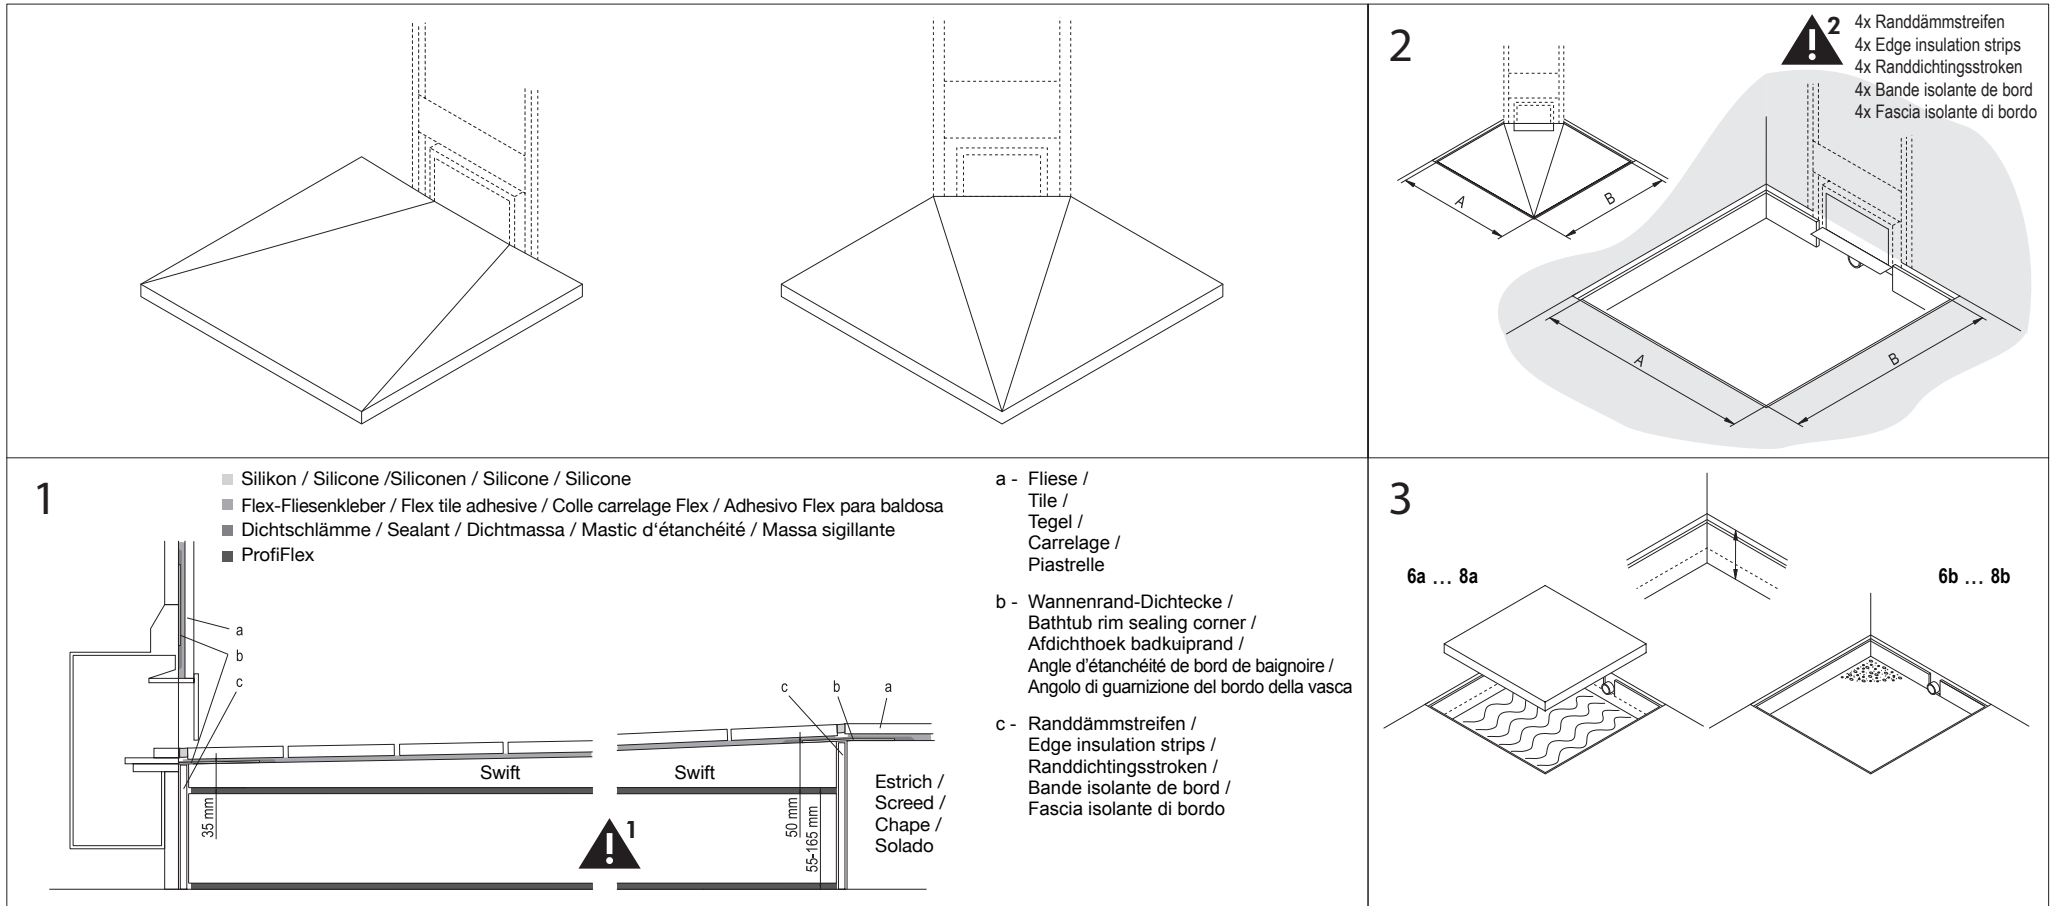 2
2
4x Randdämmstreifen
4x Edge insulation strips
4x Randdichtingsstroken
4x Bande isolante de bord
4x Fascia isolante di bordo
A
B
A
B
1
Silikon / Silicone /Siliconen / Silicone / Silicone
Flex-Fliesenkleber / Flex tile adhesive / Colle carrelage Flex / Adhesivo Flex para baldosa
Dichtschlämme / Sealant / Dichtmassa / Mastic d‘étanchéité / Massa sigillante
ProfiFlex
a
b
c
c
b
a
Swift
Swift
35 mm
50 mm
55-165 mm
1
Estrich /
Screed /
Chape /
Solado
a - Fliese /
Tile /
Tegel /
Carrelage /
Piastrelle
b - Wannenrand-Dichtecke /
Bathtub rim sealing corner /
Afdichthoek badkuiprand /
Angle d’étanchéité de bord de baignoire /
Angolo di guarnizione del bordo della vasca
c - Randdämmstreifen /
Edge insulation strips /
Randdichtingsstroken /
Bande isolante de bord /
Fascia isolante di bordo
3
6a ... 8a
6b ... 8b